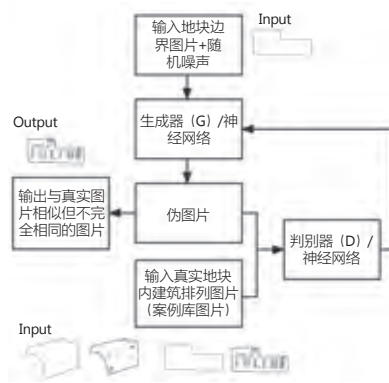 输入地块边
界图片+随
机噪声
Input
生成器（G）/神
经网络
Output
输出与真实图
片相似但不完
全相同的图片
伪图片
判别器（D）/
神经网络
输入真实地块
内建筑排列图片
(案例库图片)
Input